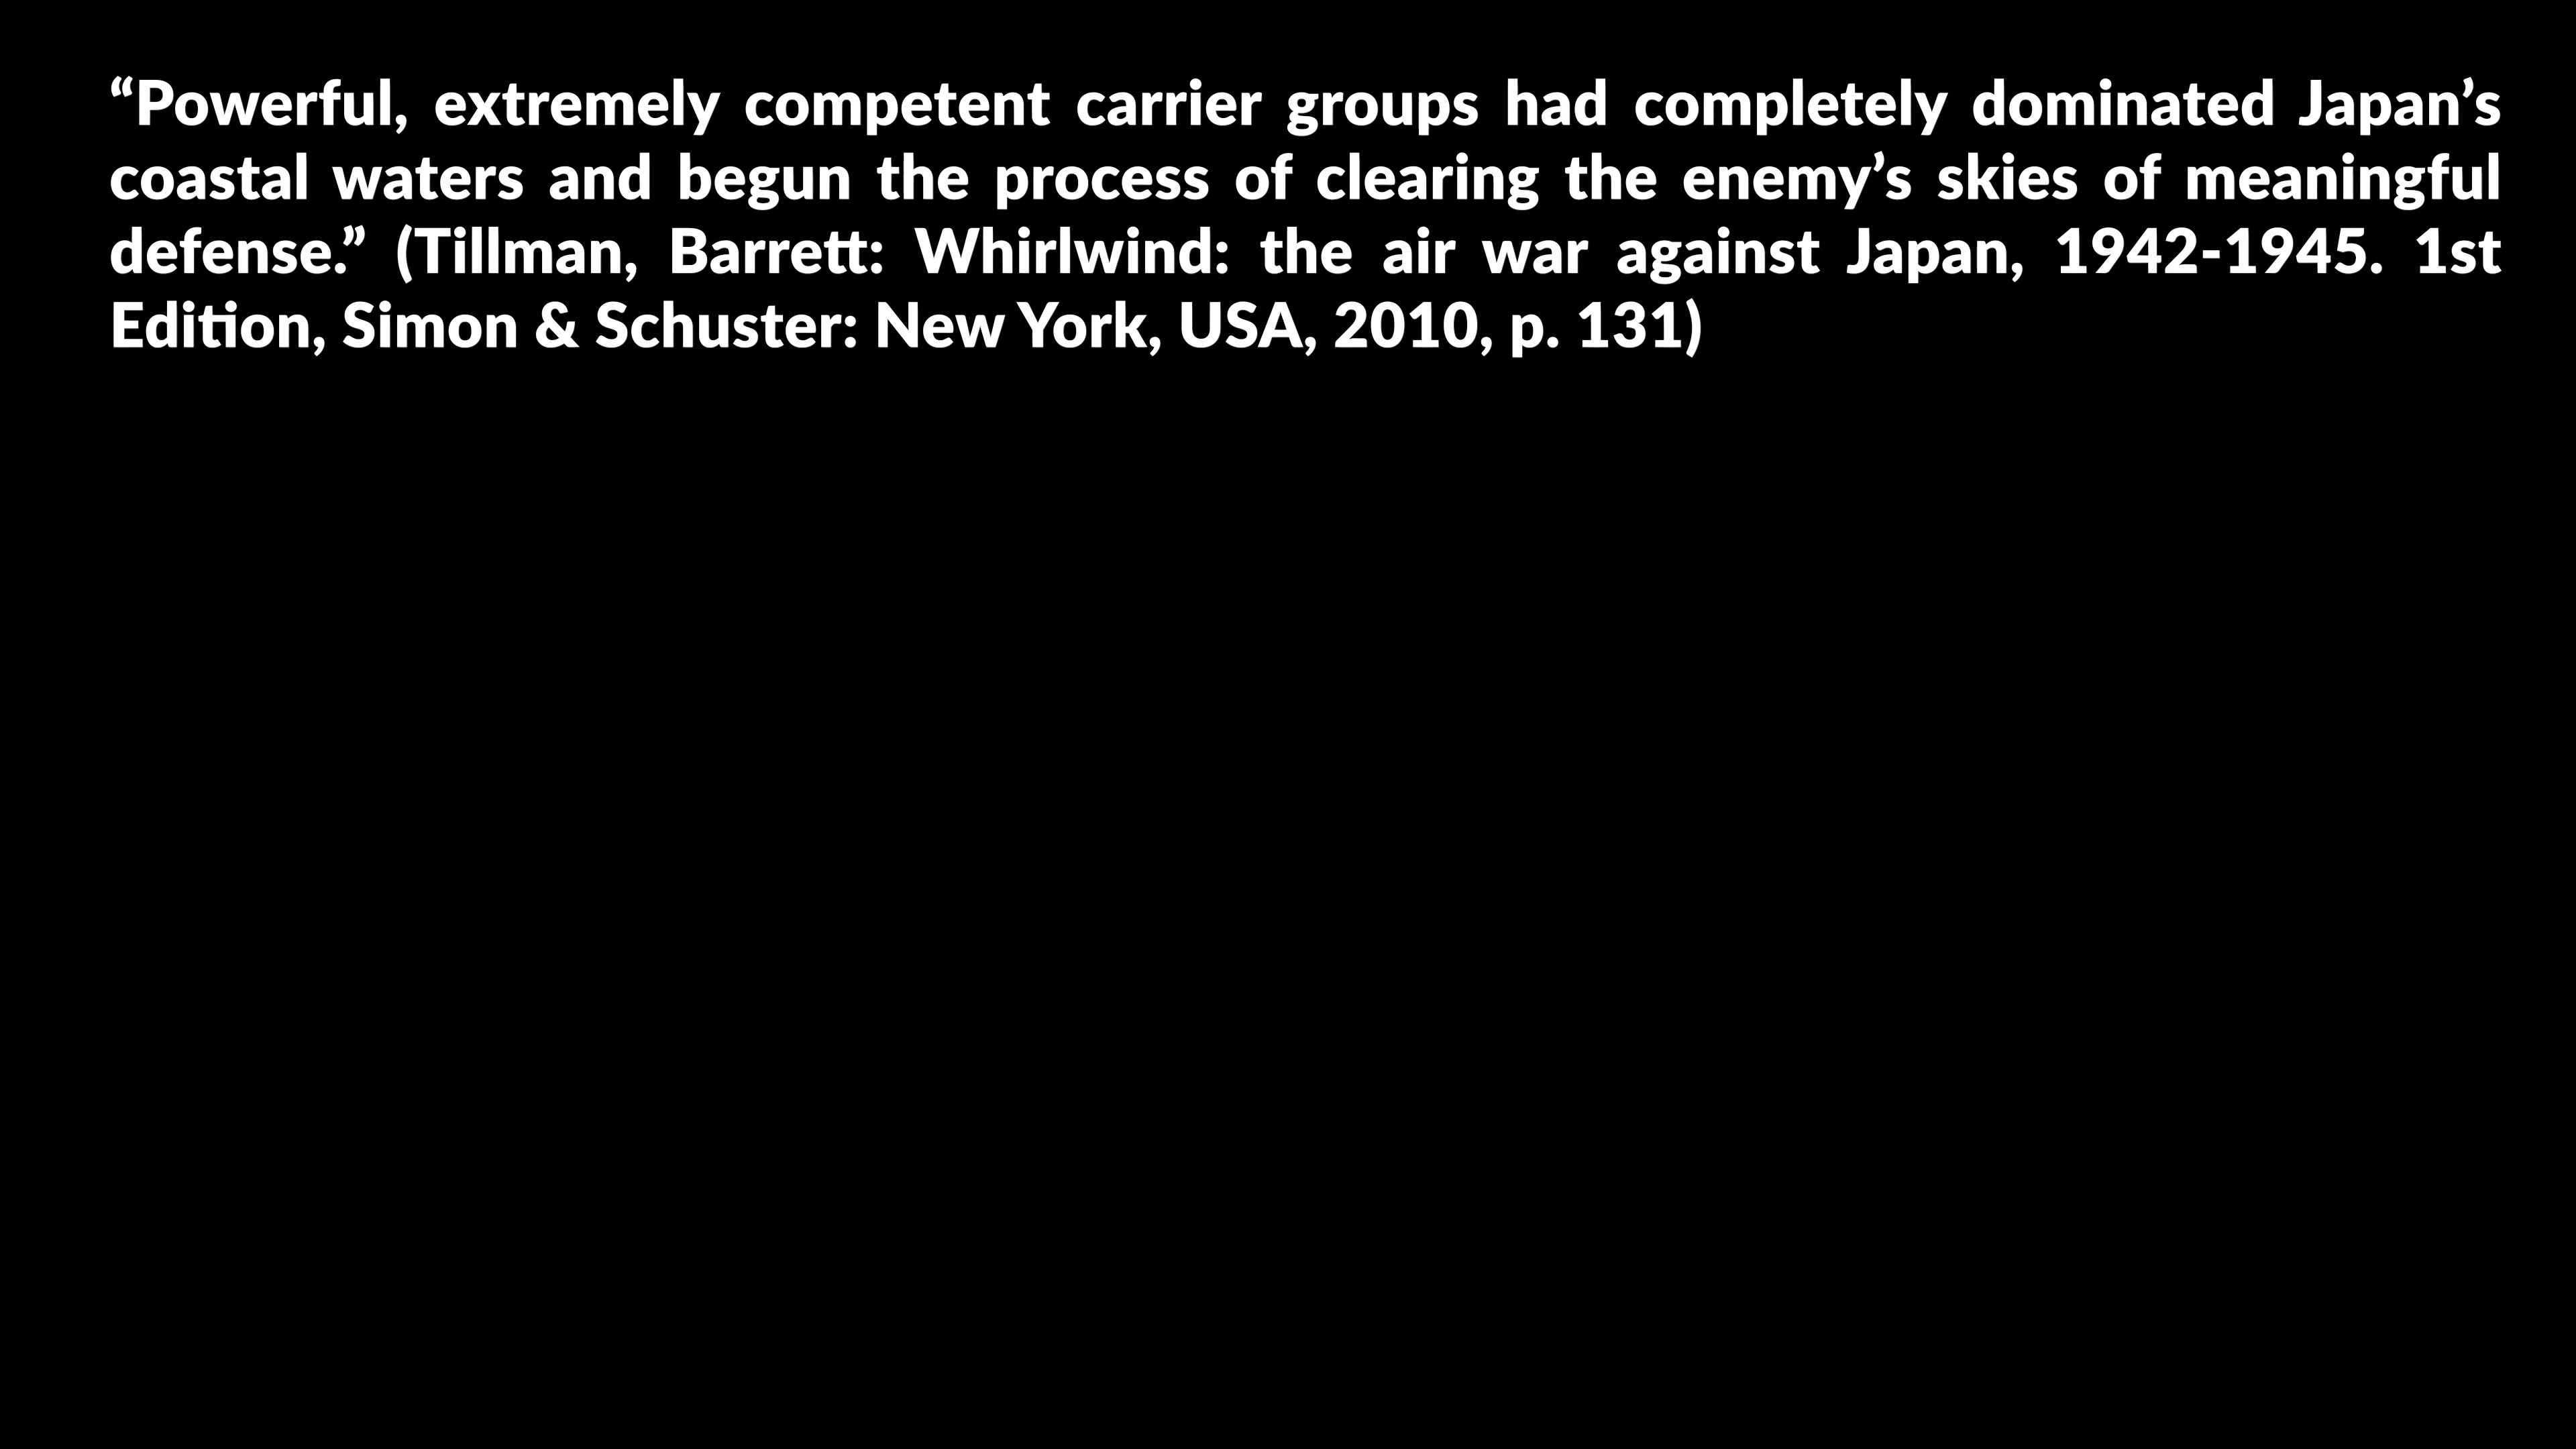 “Powerful, extremely competent carrier groups had completely dominated Japan’s
coastal waters and begun the process of clearing the enemy’s skies of meaningful
defense.” (Tillman, Barrett: Whirlwind: the air war against Japan, 1942-1945. 1st
Edition, Simon & Schuster: New York, USA, 2010, p. 131)